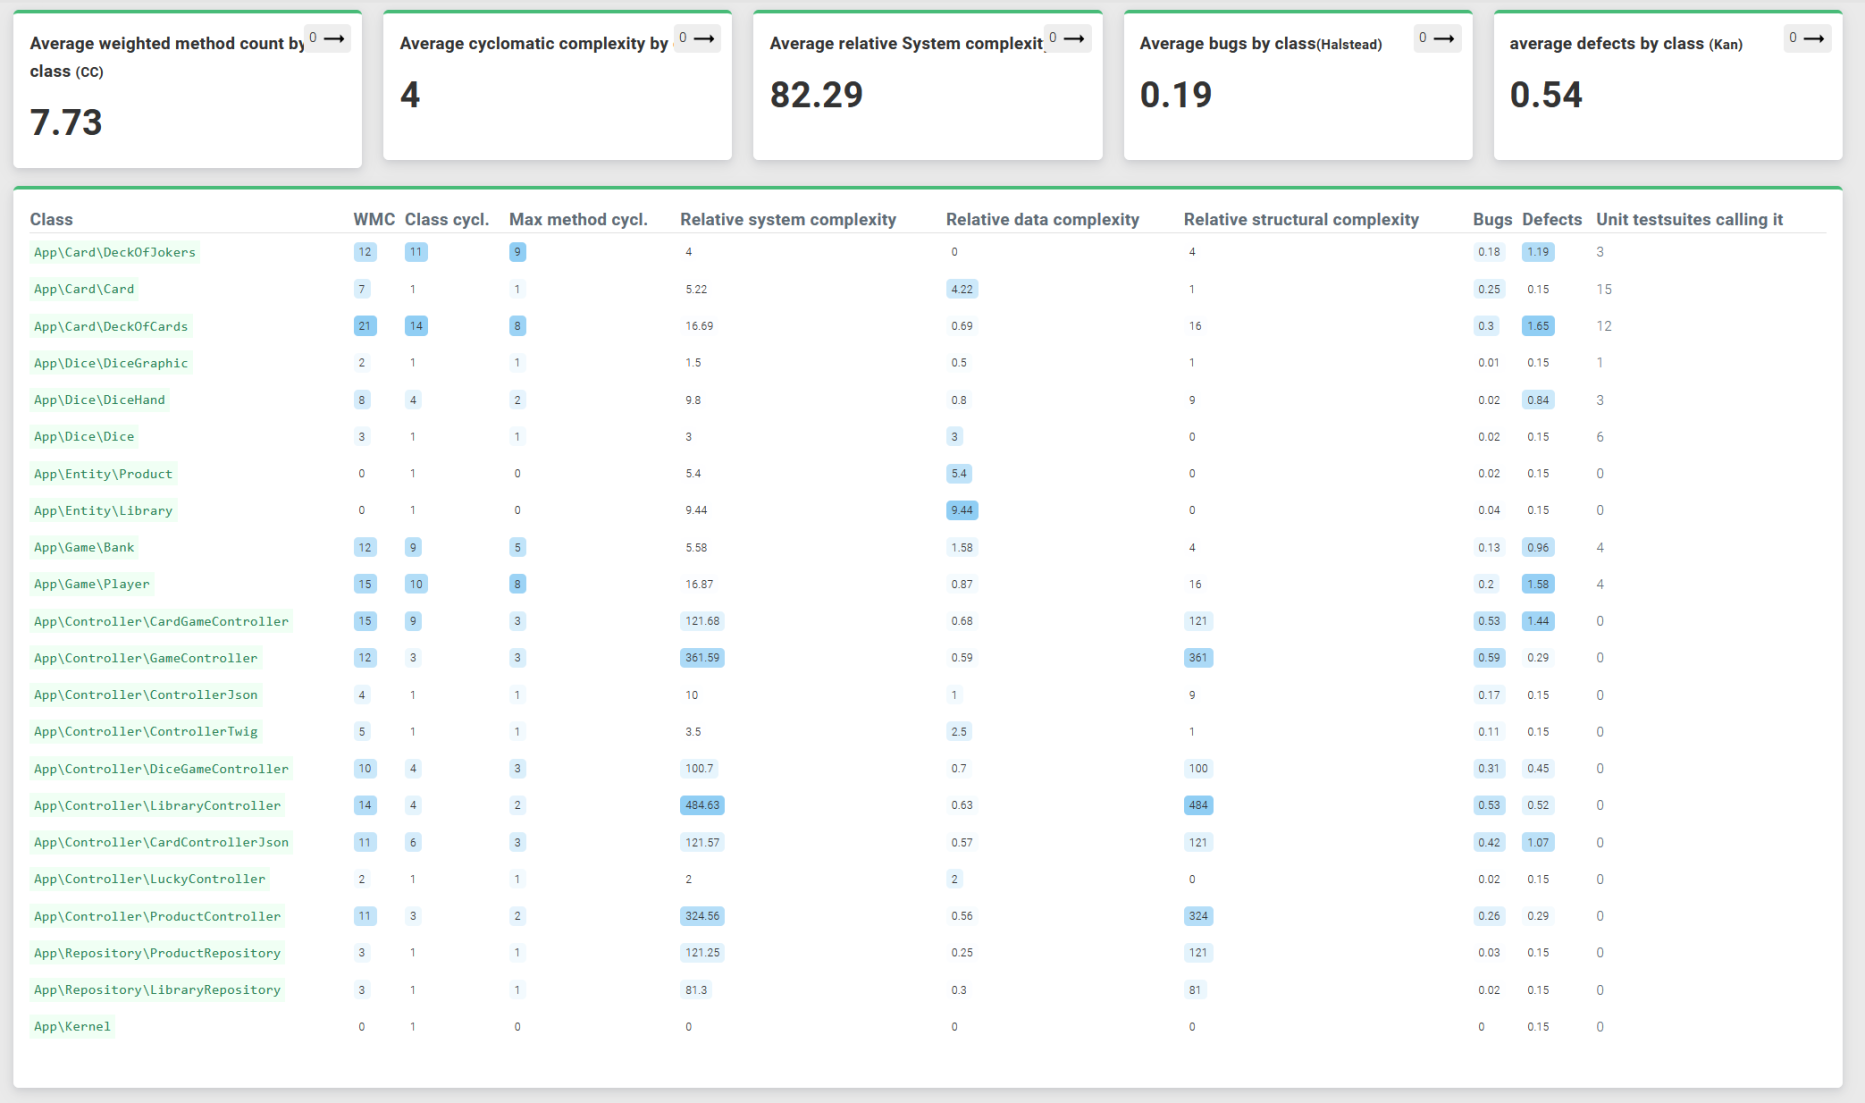 Average weighted method count by 0 →
class (CC)
7.73
Average cyclomatic complexity by 0 →
4
Average relative System complexit 0 →
82.29
Average bugs by class(Halstead) 0 →
0.19
average defects by class (Kan) 0 →
0.54
Class WMC Class cycl. Max method cycl. Relative system complexity Relative data complexity Relative structural complexity Bugs Defects Unit testsuites calling it
App\Card\DeckOfJokers 12 11 9 4 0 4 0.18 1.19 3
App\Card\Card 7 1 1 5.22 4.22 1 0.25 0.15 15
App\Card\DeckOfCards 21 14 8 16.69 0.69 16 0.3 1.65 12
App\Dice\DiceGraphic 2 1 1 1.5 0.5 1 0.01 0.15 1
App\Dice\DiceHand 8 4 2 9.8 0.8 9 0.02 0.84 3
App\Dice\Dice 3 1 1 3 3 0 0.02 0.15 6
App\Entity\Product 0 1 0 5.4 5.4 0 0.02 0.15 0
App\Entity\Library 0 1 0 9.44 9.44 0 0.04 0.15 0
App\Game\Bank 12 9 5 5.58 1.58 4 0.13 0.96 4
App\Game\Player 15 10 8 16.87 0.87 16 0.2 1.58 4
App\Controller\CardGameController 15 9 3 121.68 0.68 121 0.53 1.44 0
App\Controller\GameController 12 3 3 361.59 0.59 361 0.59 0.29 0
App\Controller\ControllerJson 4 1 1 10 1 9 0.17 0.15 0
App\Controller\ControllerTwig 5 1 1 3.5 2.5 1 0.11 0.15 0
App\Controller\DiceGameController 10 4 3 100.7 0.7 100 0.31 0.45 0
App\Controller\LibraryController 14 4 2 484.63 0.63 484 0.53 0.52 0
App\Controller\CardControllerJson 11 6 3 121.57 0.57 121 0.42 1.07 0
App\Controller\LuckyController 2 1 1 2 2 0 0.02 0.15 0
App\Controller\ProductController 11 3 2 324.56 0.56 324 0.26 0.29 0
App\Repository\ProductRepository 3 1 1 121.25 0.25 121 0.03 0.15 0
App\Repository\LibraryRepository 3 1 1 81.3 0.3 81 0.02 0.15 0
App\Kernel 0 1 0 0 0 0 0 0.15 0